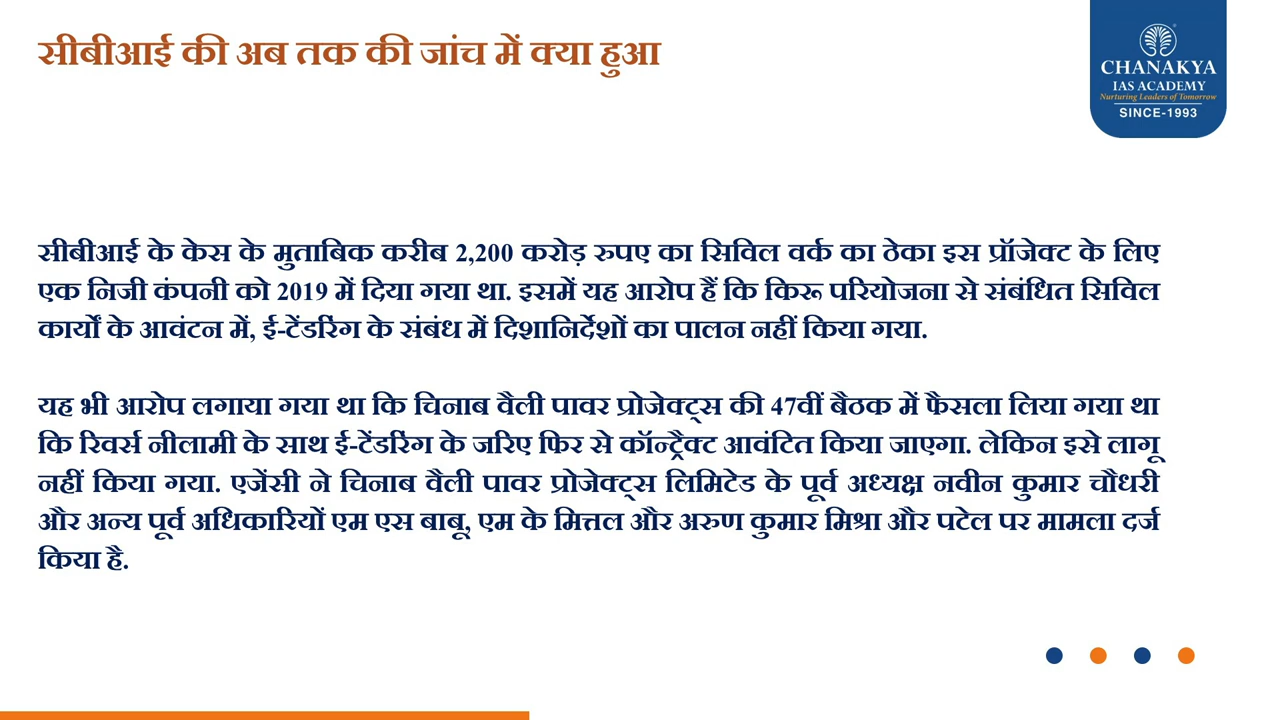 सीबीआई की अब तक की जांच में क्या हुआ
CHANAKYA
IAS ACADEMY
Nurturing Leaders of Tomorrow
SINCE-1993
सीबीआई के केस के मुताबिक करीब 2,200 करोड़ रुपए का सिविल वर्क का ठेका इस प्रॉजेक्ट के लिए
एक निजी कंपनी को 2019 में दिया गया था. इसमें यह आरोप हैं कि किरू परियोजना से संबंधित सिविल
कार्यों के आवंटन में, ई-टेंडरिंग के संबंध में दिशानिर्देशों का पालन नहीं किया गया.
यह भी आरोप लगाया गया था कि चिनाब वैली पावर प्रोजेक्ट्स की 47वीं बैठक में फैसला लिया गया था
कि रिवर्स नीलामी के साथ ई-टेंडरिंग के जरिए फिर से कॉन्ट्रैक्ट आवंटित किया जाएगा. लेकिन इसे लागू
नहीं किया गया. एजेंसी ने चिनाब वैली पावर प्रोजेक्ट्स लिमिटेड के पूर्व अध्यक्ष नवीन कुमार चौधरी
और अन्य पूर्व अधिकारियों एम एस बाबू, एम के मित्तल और अरुण कुमार मिश्रा और पटेल पर मामला दर्ज
किया है.